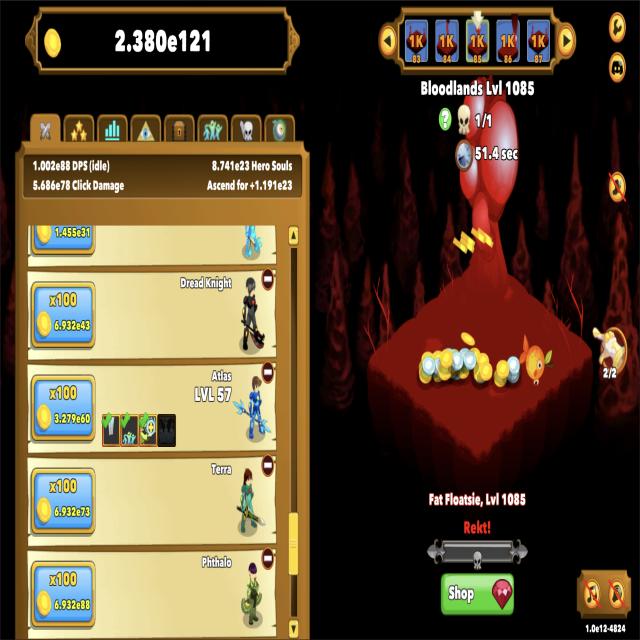 2.380e121
1.002e88 DPS (idle)
8.741e23 Hero Souls
5.686e78 Click Damage
Ascend for +1.191e23
1.455e31
Dread Knight
x100
6.932e43
Atlas
x100
LVL 57
3.279e60
Terra
x100
6.932e73
Phthalo
x100
6.932e88
1K 1K 1K 1K 1K
83 84 85 86 87
Bloodlands Lvl 1085
? 1/1
51.4 sec
2/2
Fat Floatsie, Lvl 1085
Rekt!
Shop
1.0e12-4824